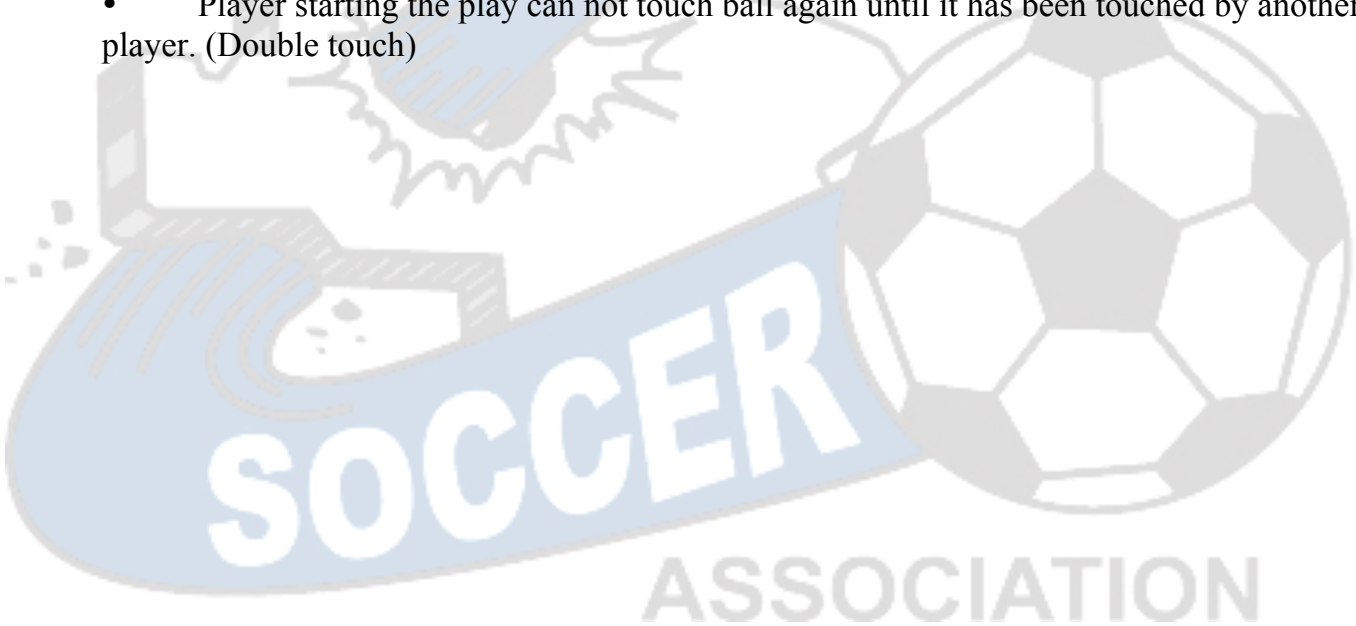 • Player starting the play can not touch ball again until it has been touched by another
player. (Double touch)
SOCCER
ASSOCIATION